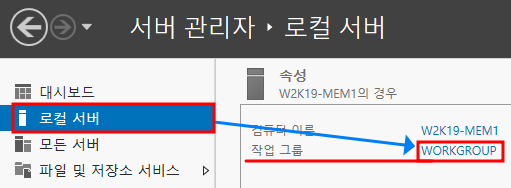 서버 관리자 ‣ 로컬 서버
대시보드
로컬 서버
모든 서버
파일 및 저장소 서비스
속성
W2K19-MEM1의 경우
컴퓨터 이름 W2K19-MEM1
작업 그룹 WORKGROUP